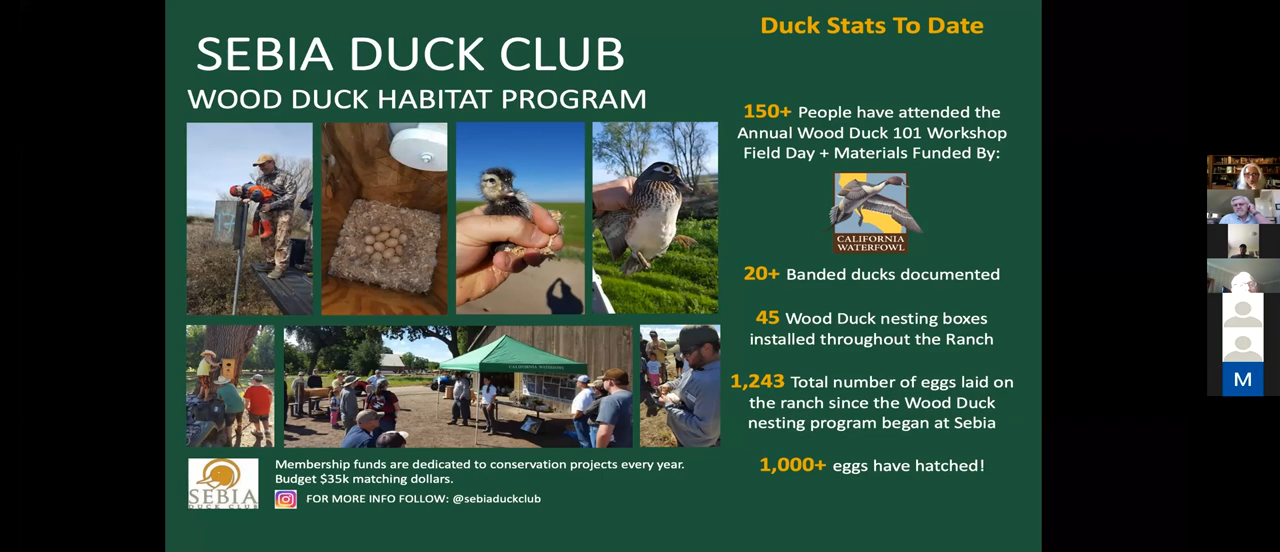 SEBIA DUCK CLUB
WOOD DUCK HABITAT PROGRAM
CALIFORNIA WATERFOWL
Membership funds are dedicated to conservation projects every year.
Budget $35k matching dollars.
FOR MORE INFO FOLLOW: @sebiaduckclub
SEBIA
DUCK CLUB
Duck Stats To Date
150+ People have attended the
Annual Wood Duck 101 Workshop
Field Day + Materials Funded By:
CALIFORNIA
WATERFOWL
20+ Banded ducks documented
45 Wood Duck nesting boxes
installed throughout the Ranch
1,243 Total number of eggs laid on
the ranch since the Wood Duck
nesting program began at Sebia
1,000+ eggs have hatched!
M